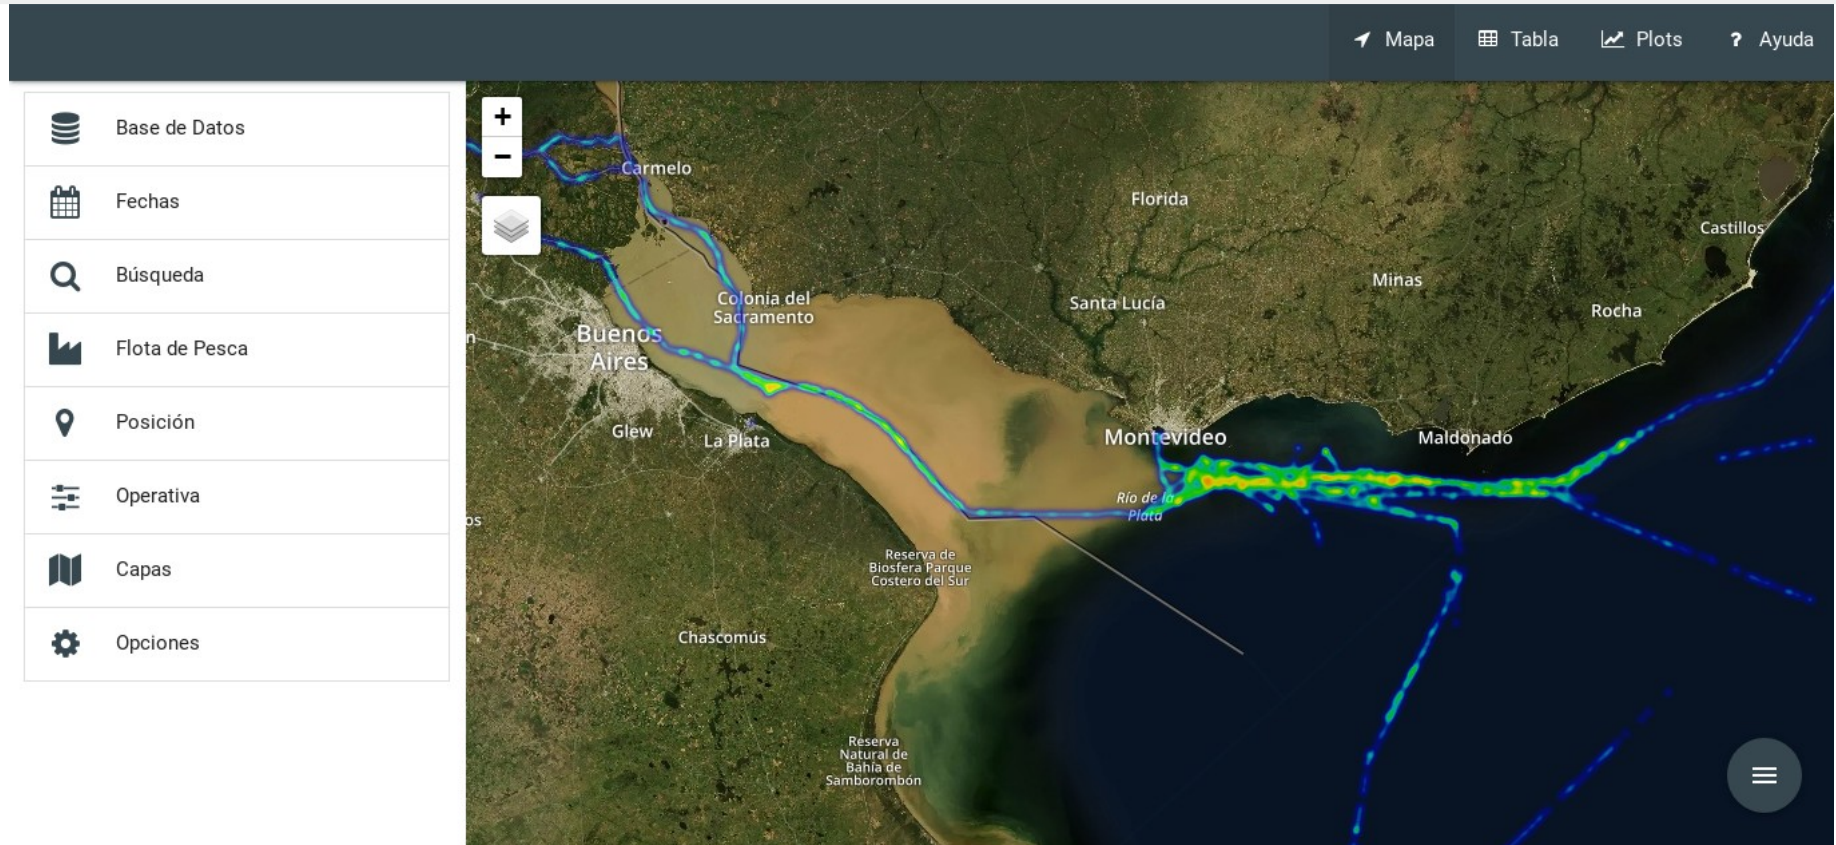 Mapa
Tabla
Plots
? Ayuda
Base de Datos
Fechas
Búsqueda
Flota de Pesca
Posición
Operativa
Capas
Opciones
+
−
Carmelo
Florida
Castillos
Minas
Colonia del
Sacramento
Santa Lucía
Rocha
n
Buenos
Aires
Glew
La Plata
Montevideo
Maldonado
Río de la
Plata
os
Reserva de
Biosfera Parque
Costero del Sur
Chascomús
Reserva
Natural de
Bahía de
Samborombón